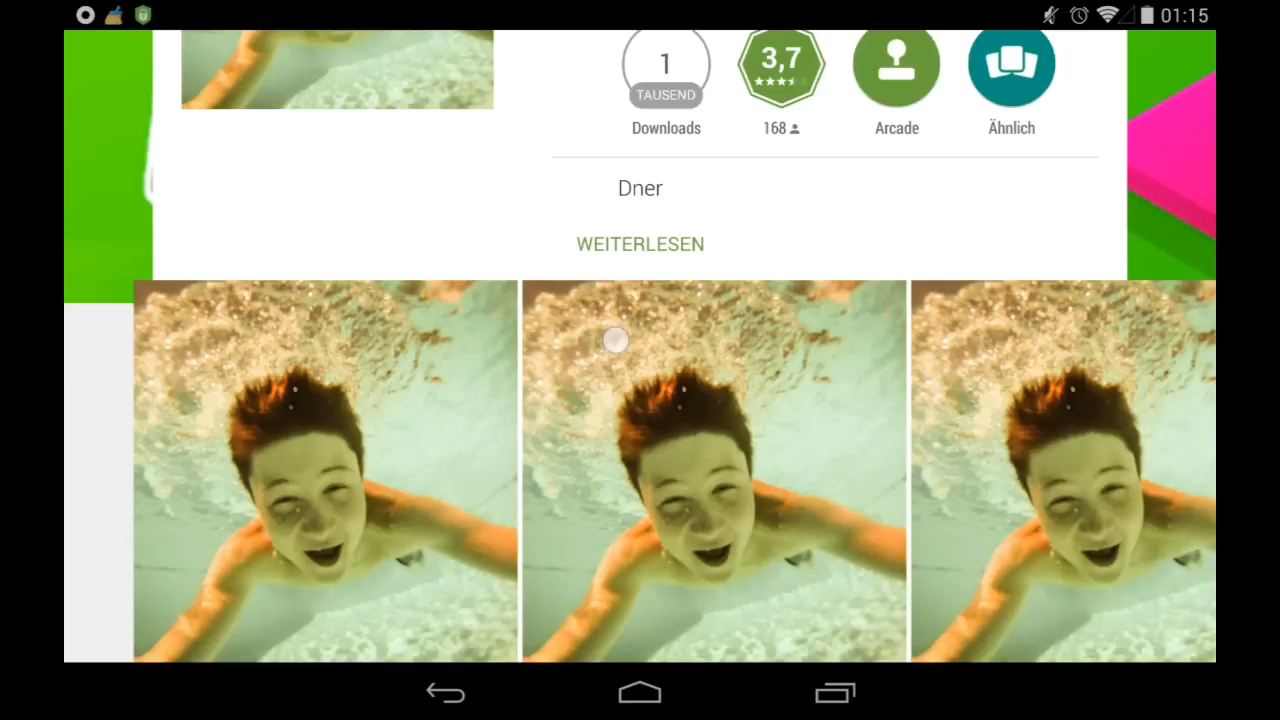 01:15
1
TAUSEND
Downloads
3,7
168
Arcade
Ähnlich
Dner
WEITERLESEN